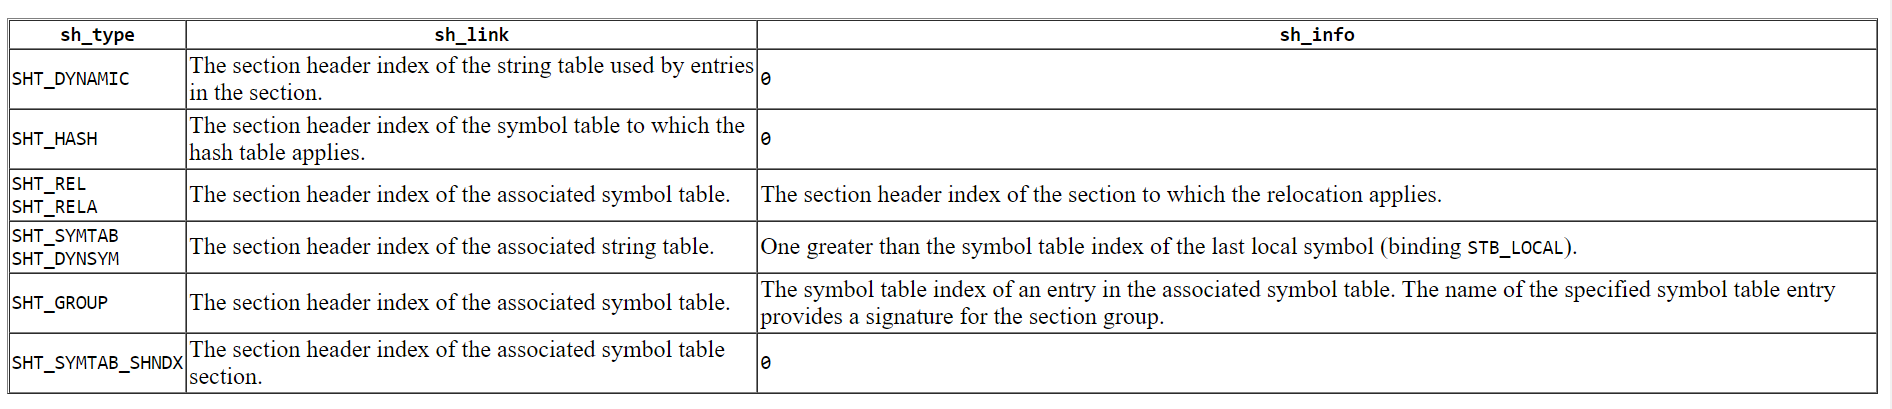 sh_type sh_link sh_info
SHT_DYNAMIC The section header index of the string table used by entries
in the section. 0
SHT_HASH The section header index of the symbol table to which the
hash table applies. 0
SHT_REL
SHT_RELA The section header index of the associated symbol table. The section header index of the section to which the relocation applies.
SHT_SYMTAB
SHT_DYNSYM The section header index of the associated string table. One greater than the symbol table index of the last local symbol (binding STB_LOCAL).
SHT_GROUP The section header index of the associated symbol table. The symbol table index of an entry in the associated symbol table. The name of the specified symbol table entry
provides a signature for the section group.
SHT_SYMTAB_SHNDX The section header index of the associated symbol table
section. 0